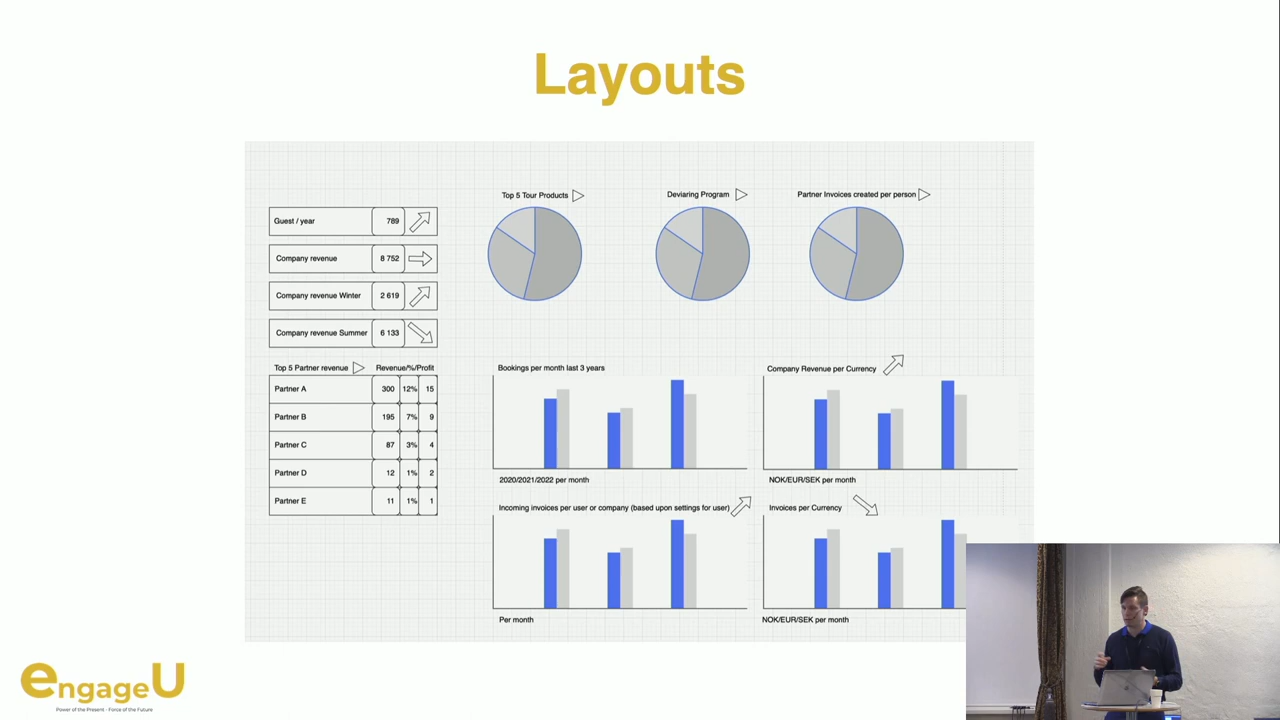 Layouts
Guest / year 789
Company revenue 8 752
Company revenue Winter 2 619
Company revenue Summer 6 133
Top 5 Partner revenue Revenue/%/Profit
Partner A 300 12% 15
Partner B 195 7% 9
Partner C 87 3% 4
Partner D 12 1% 2
Partner E 11 1% 1
Top 5 Tour Products
Deviaring Program
Partner Invoices created per person
Bookings per month last 3 years
2020/2021/2022 per month
Company Revenue per Currency
NOK/EUR/SEK per month
Incoming invoices per user or company (based upon settings for user)
Per month
Invoices per Currency
NOK/EUR/SEK per month
engageU
Power of the Present - Force of the Future